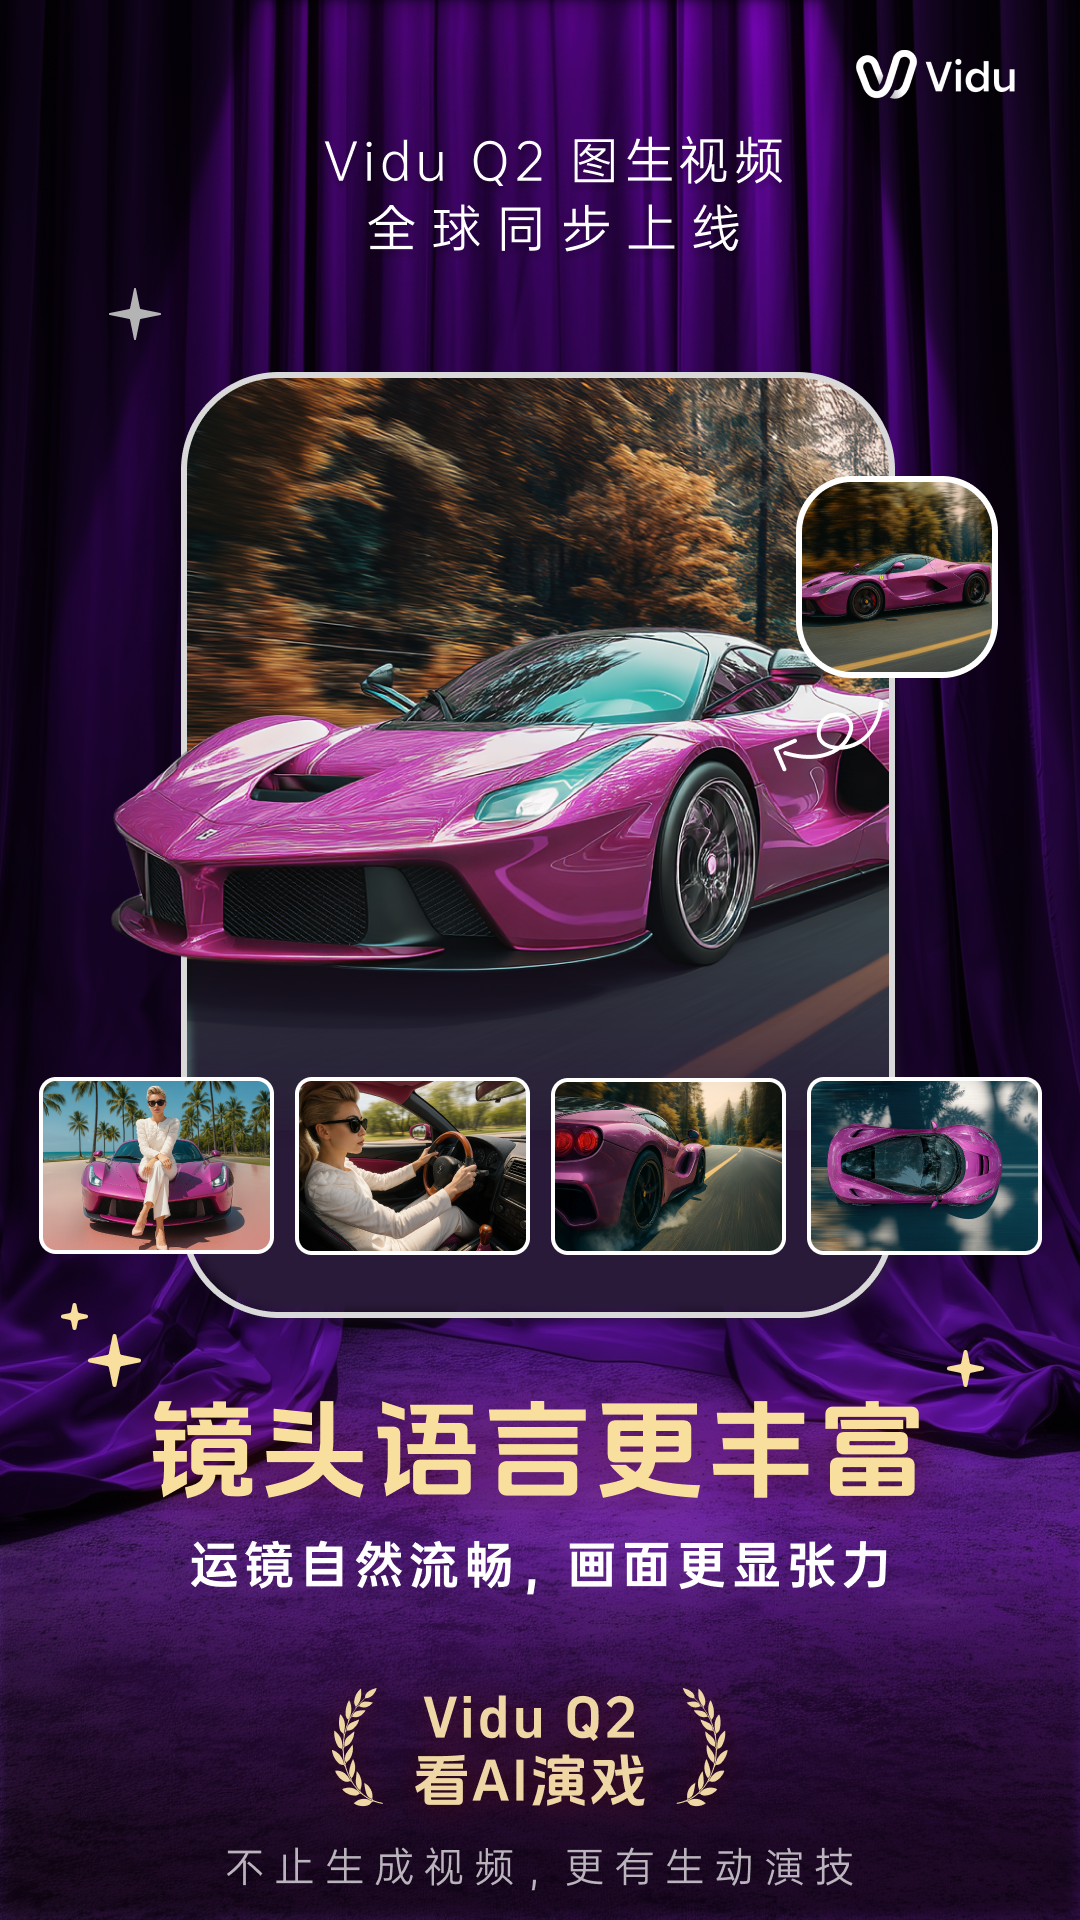 Vidu
Vidu Q2 图生视频
全球同步上线
镜头语言更丰富
运镜自然流畅，画面更显张力
Vidu Q2
看AI演戏
不止生成视频，更有生动演技